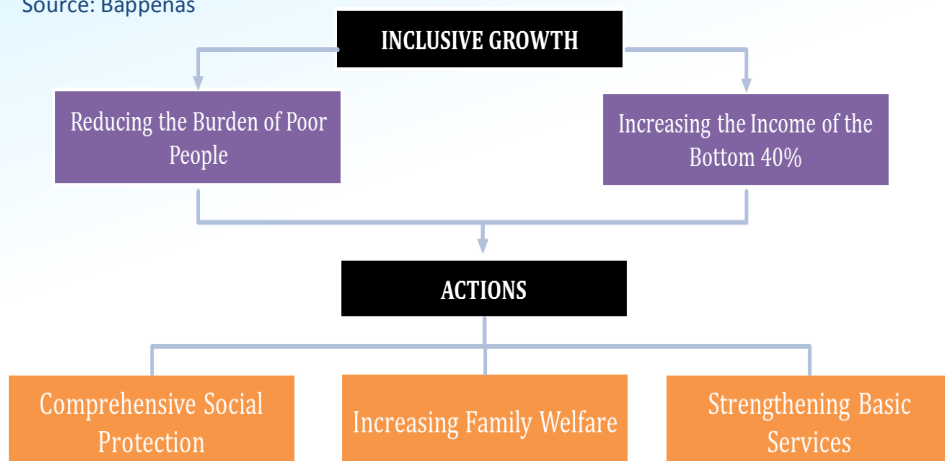 Source: Bappenas
INCLUSIVE GROWTH
Reducing the Burden of Poor
People
Increasing the Income of the
Bottom 40%
ACTIONS
Comprehensive Social
Protection
Increasing Family Welfare
Strengthening Basic
Services